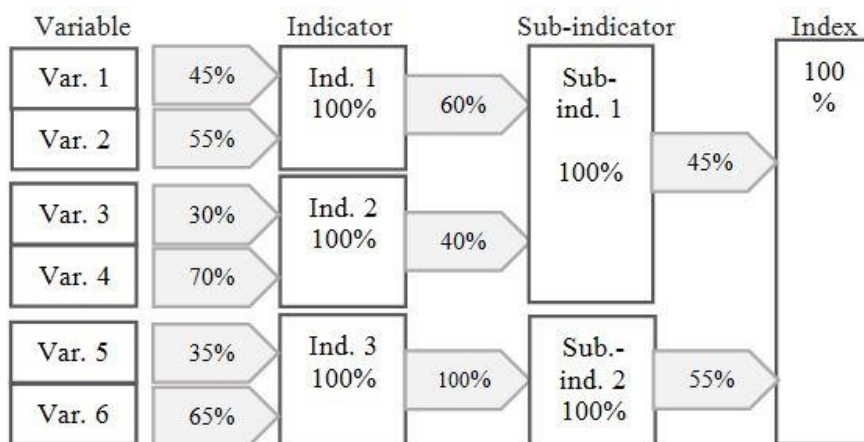 Variable Indicator Sub-indicator Index
Var. 1
45%
Var. 2
55%
Ind. 1
100%
60%
Var. 3
30%
Var. 4
70%
Ind. 2
100%
40%
Sub-
ind. 1
100%
45%
Var. 5
35%
Var. 6
65%
Ind. 3
100%
100%
Sub.-
ind. 2
100%
55%
100
%